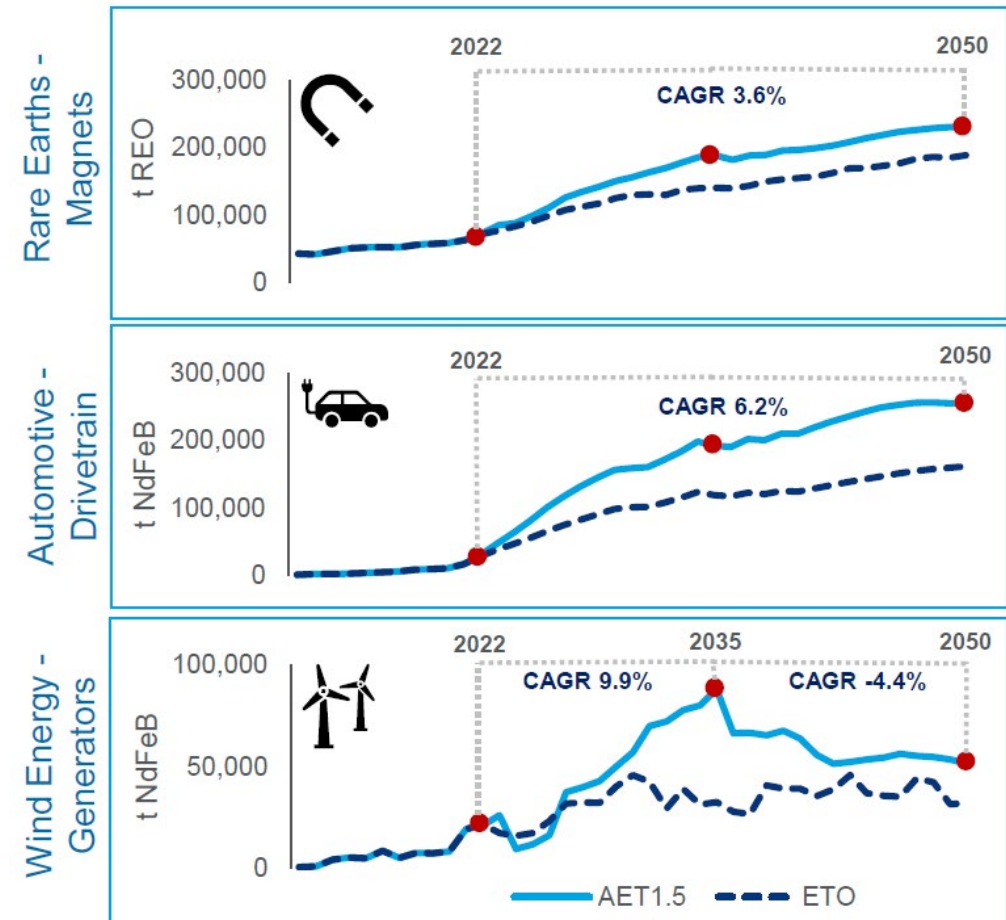 Rare Earths -
Magnets
t REO
300,000
200,000
100,000
0
2022
2050
CAGR 3.6%
Automotive -
Drivetrain
t NdFeB
300,000
200,000
100,000
0
2022
2050
CAGR 6.2%
Wind Energy -
Generators
t NdFeB
100,000
50,000
0
2022
2035
2050
CAGR 9.9%
CAGR -4.4%
AET1.5
ETO